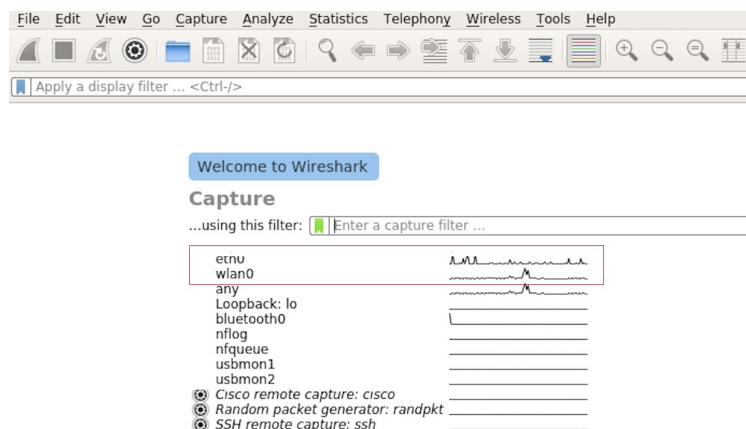 File Edit View Go Capture Analyze Statistics Telephony Wireless Tools Help
Apply a display filter ... <Ctrl-/>
Welcome to Wireshark
Capture
...using this filter: Enter a capture filter ...
eth0
wlan0
any
Loopback: lo
bluetooth0
nflog
nfqueue
usbmon1
usbmon2
Cisco remote capture: cisco
Random packet generator: randpkt
SSH remote capture: ssh